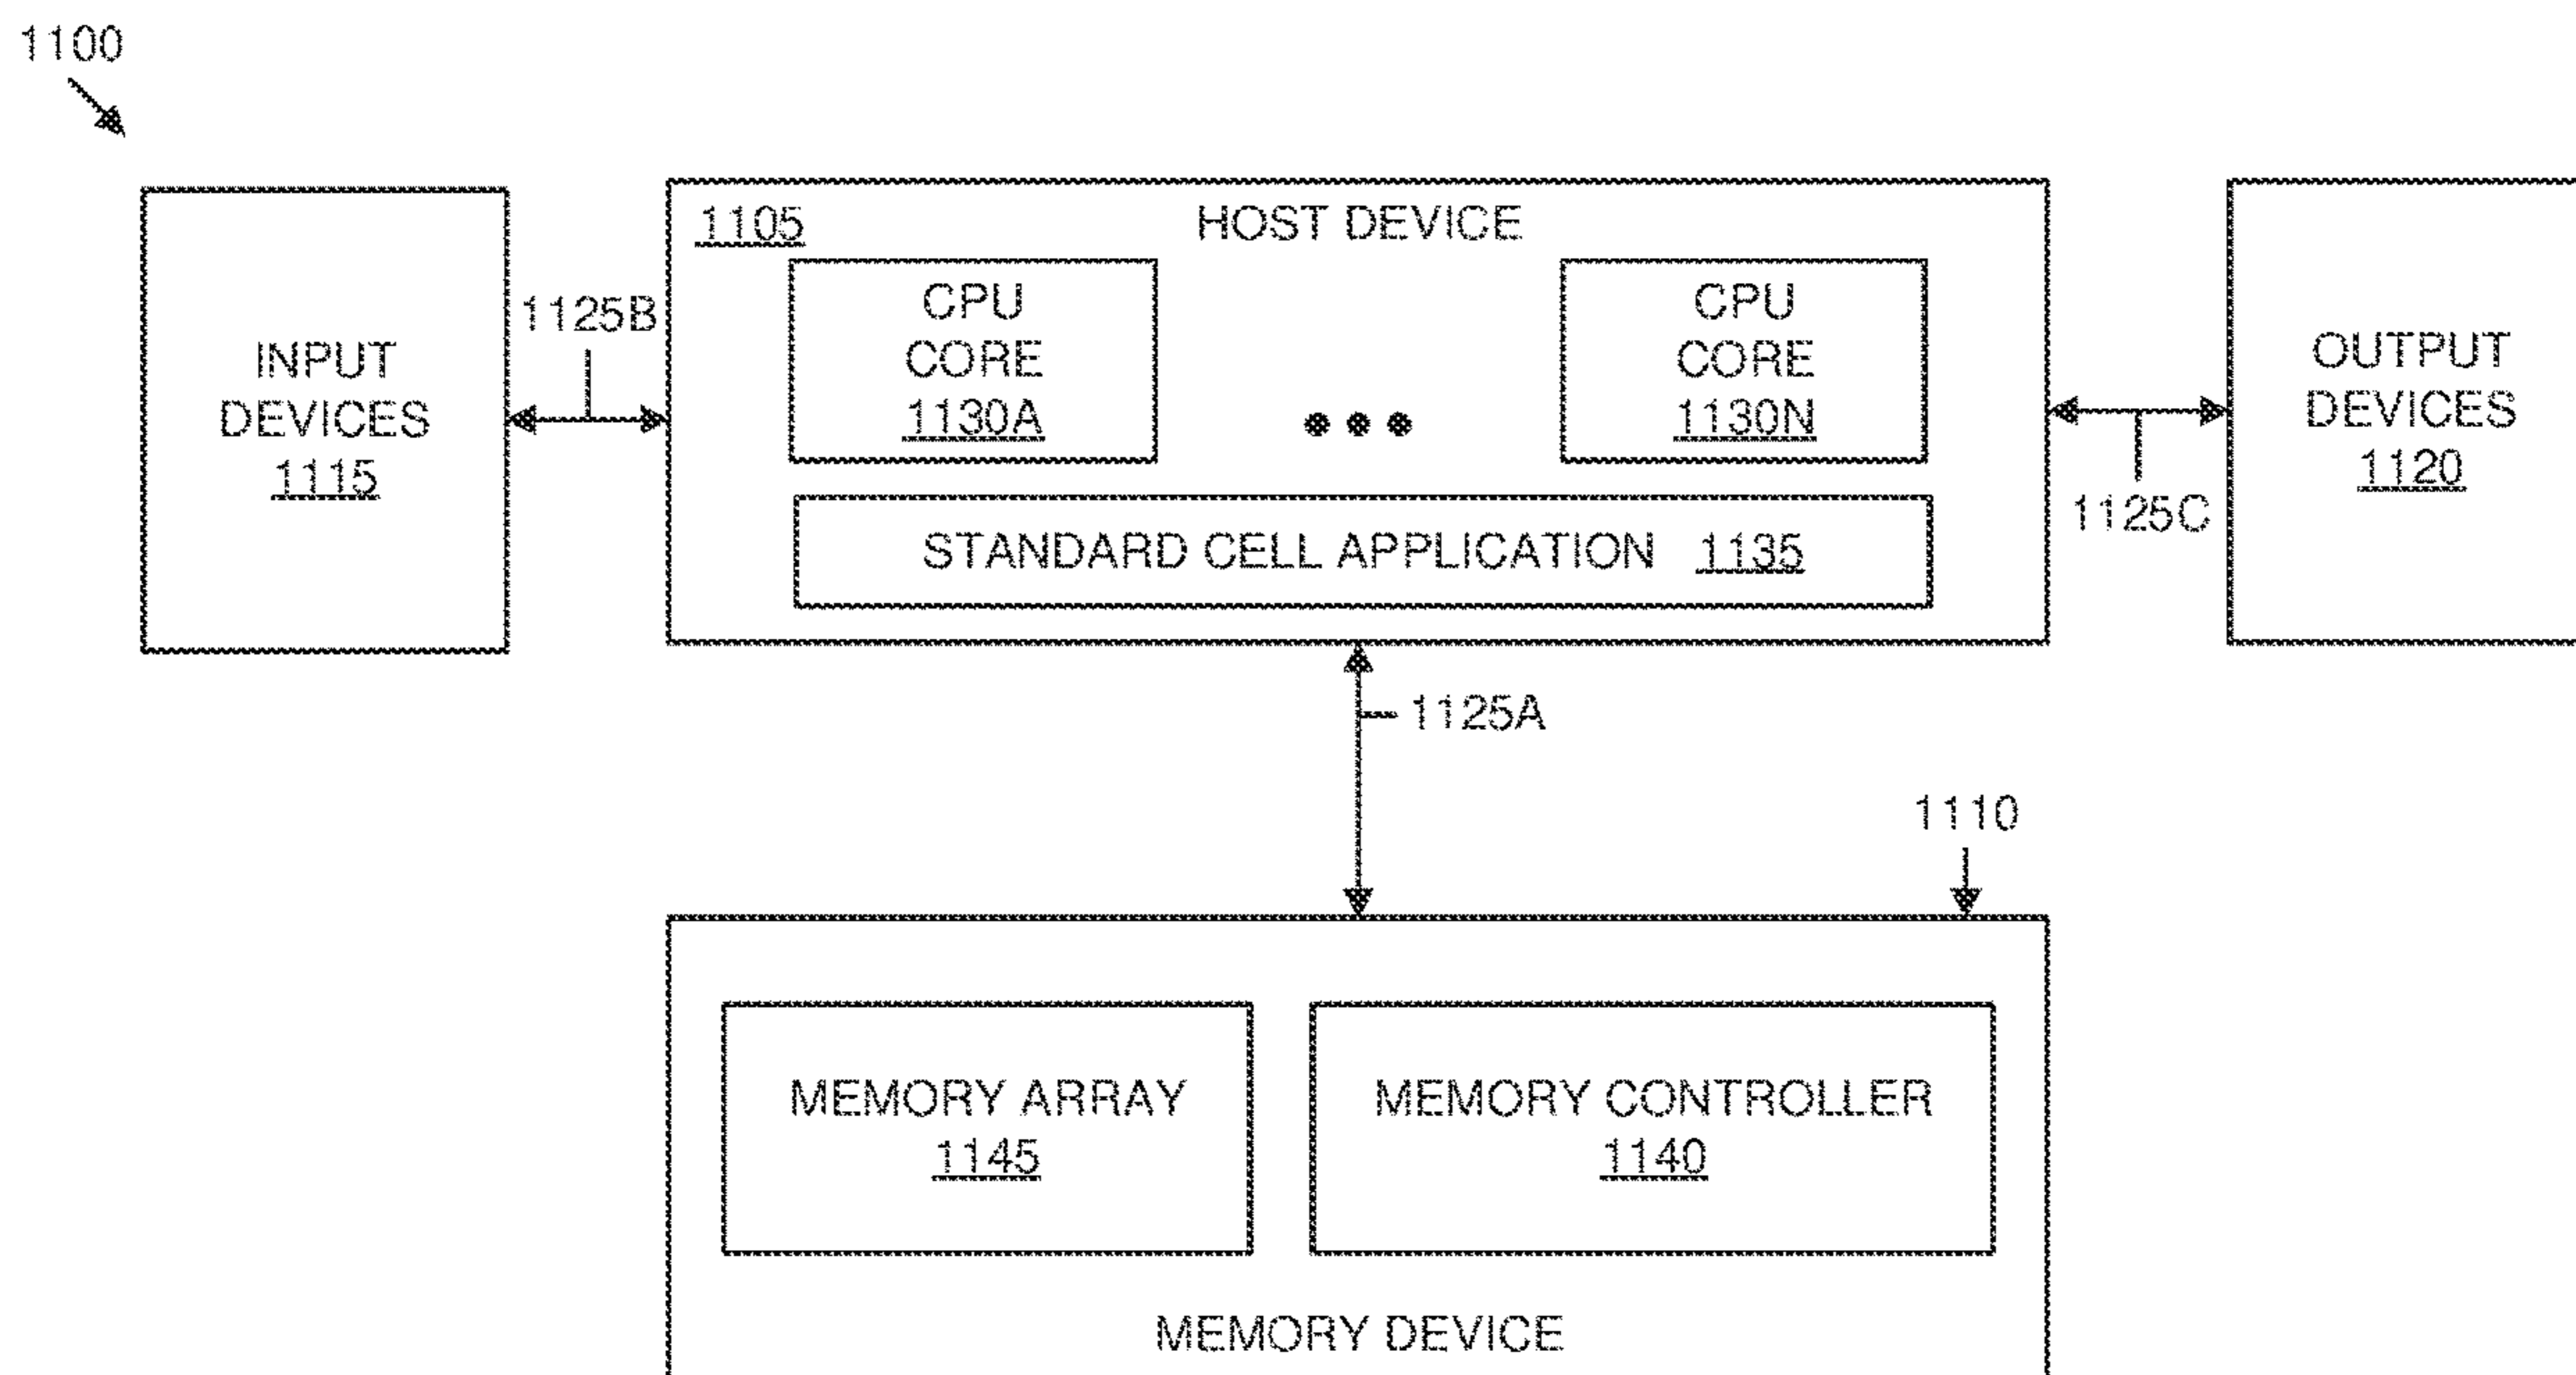 1100
INPUT
DEVICES
1115
1125B
1105
HOST DEVICE
CPU
CORE
1130A
CPU
CORE
1130N
STANDARD CELL APPLICATION 1135
1125C
OUTPUT
DEVICES
1120
1125A
1110
MEMORY ARRAY
1145
MEMORY CONTROLLER
1140
MEMORY DEVICE